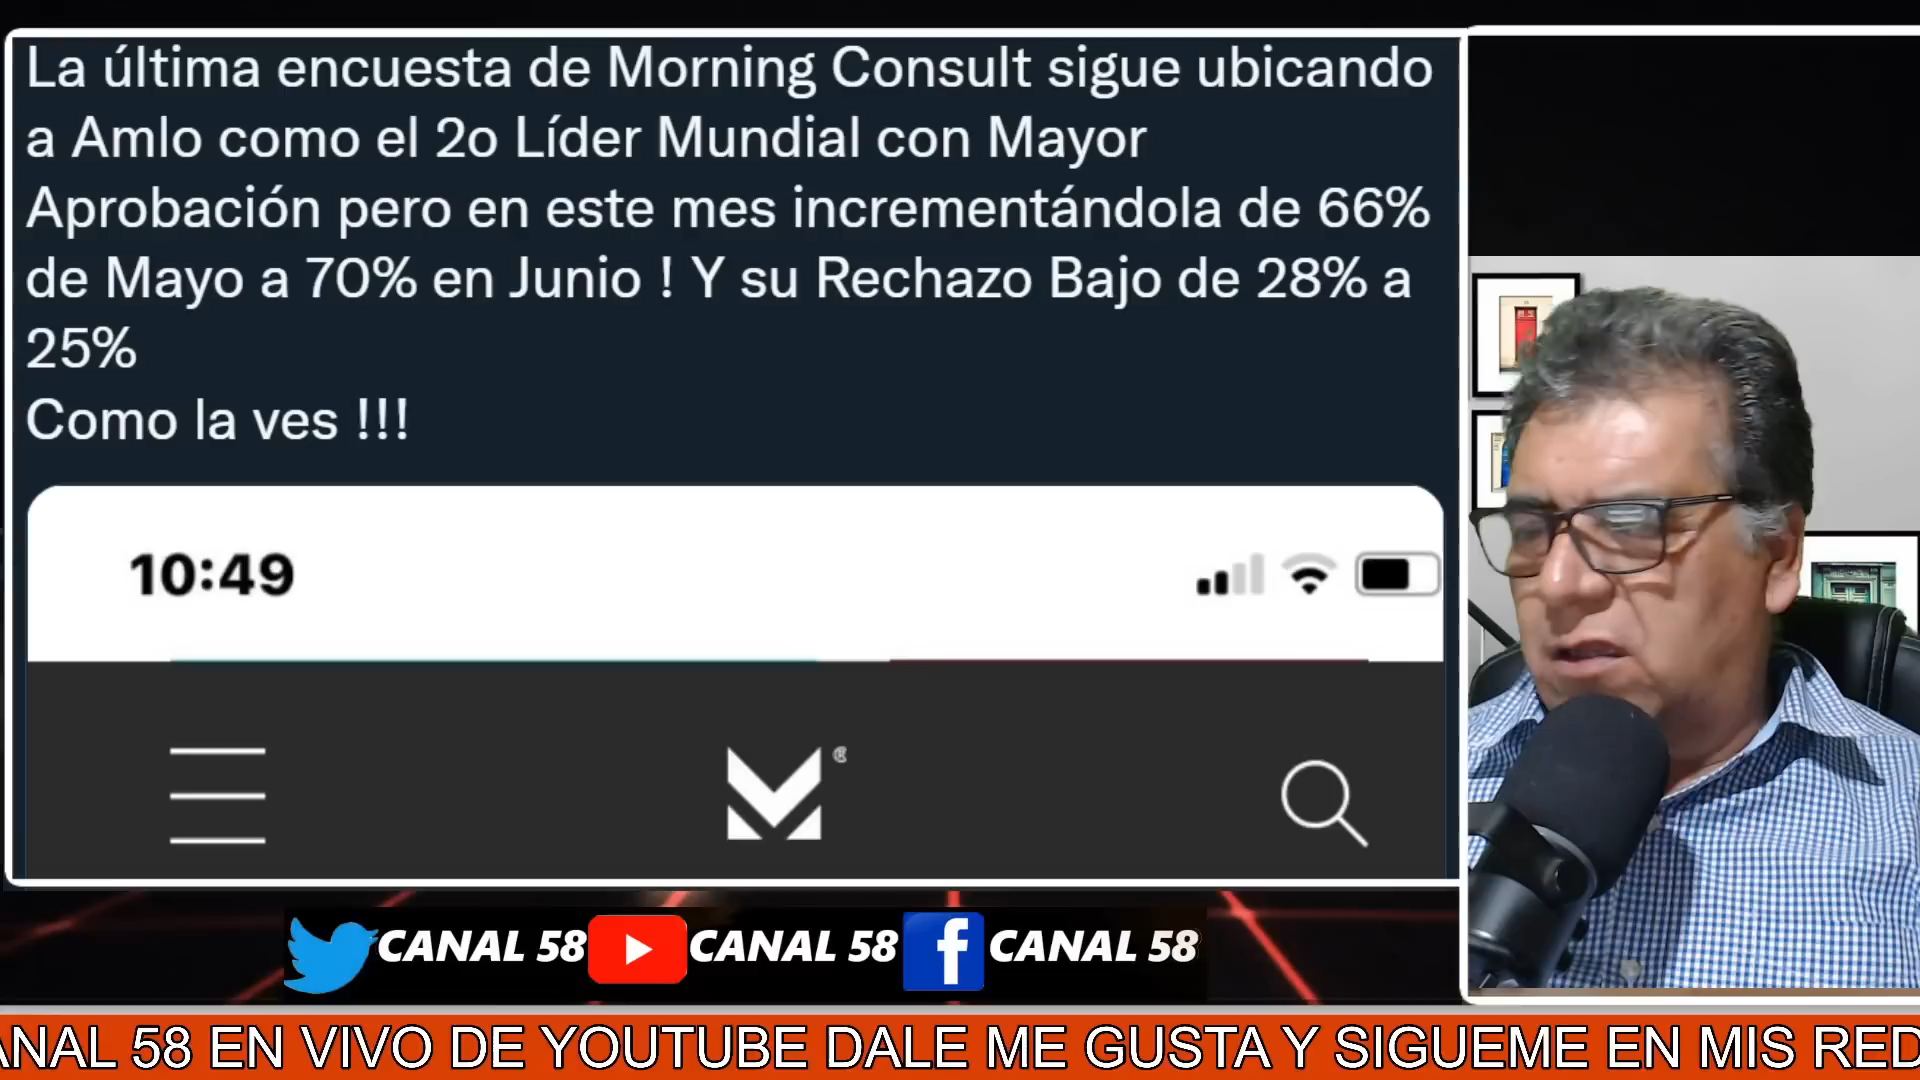 La última encuesta de Morning Consult sigue ubicando
a Amlo como el 2o Líder Mundial con Mayor
Aprobación pero en este mes incrementándola de 66%
de Mayo a 70% en Junio ! Y su Rechazo Bajo de 28% a
25%
Como la ves !!!
10:49
CANAL 58 CANAL 58 CANAL 58
ANAL 58 EN VIVO DE YOUTUBE DALE ME GUSTA Y SIGUEME EN MIS RED